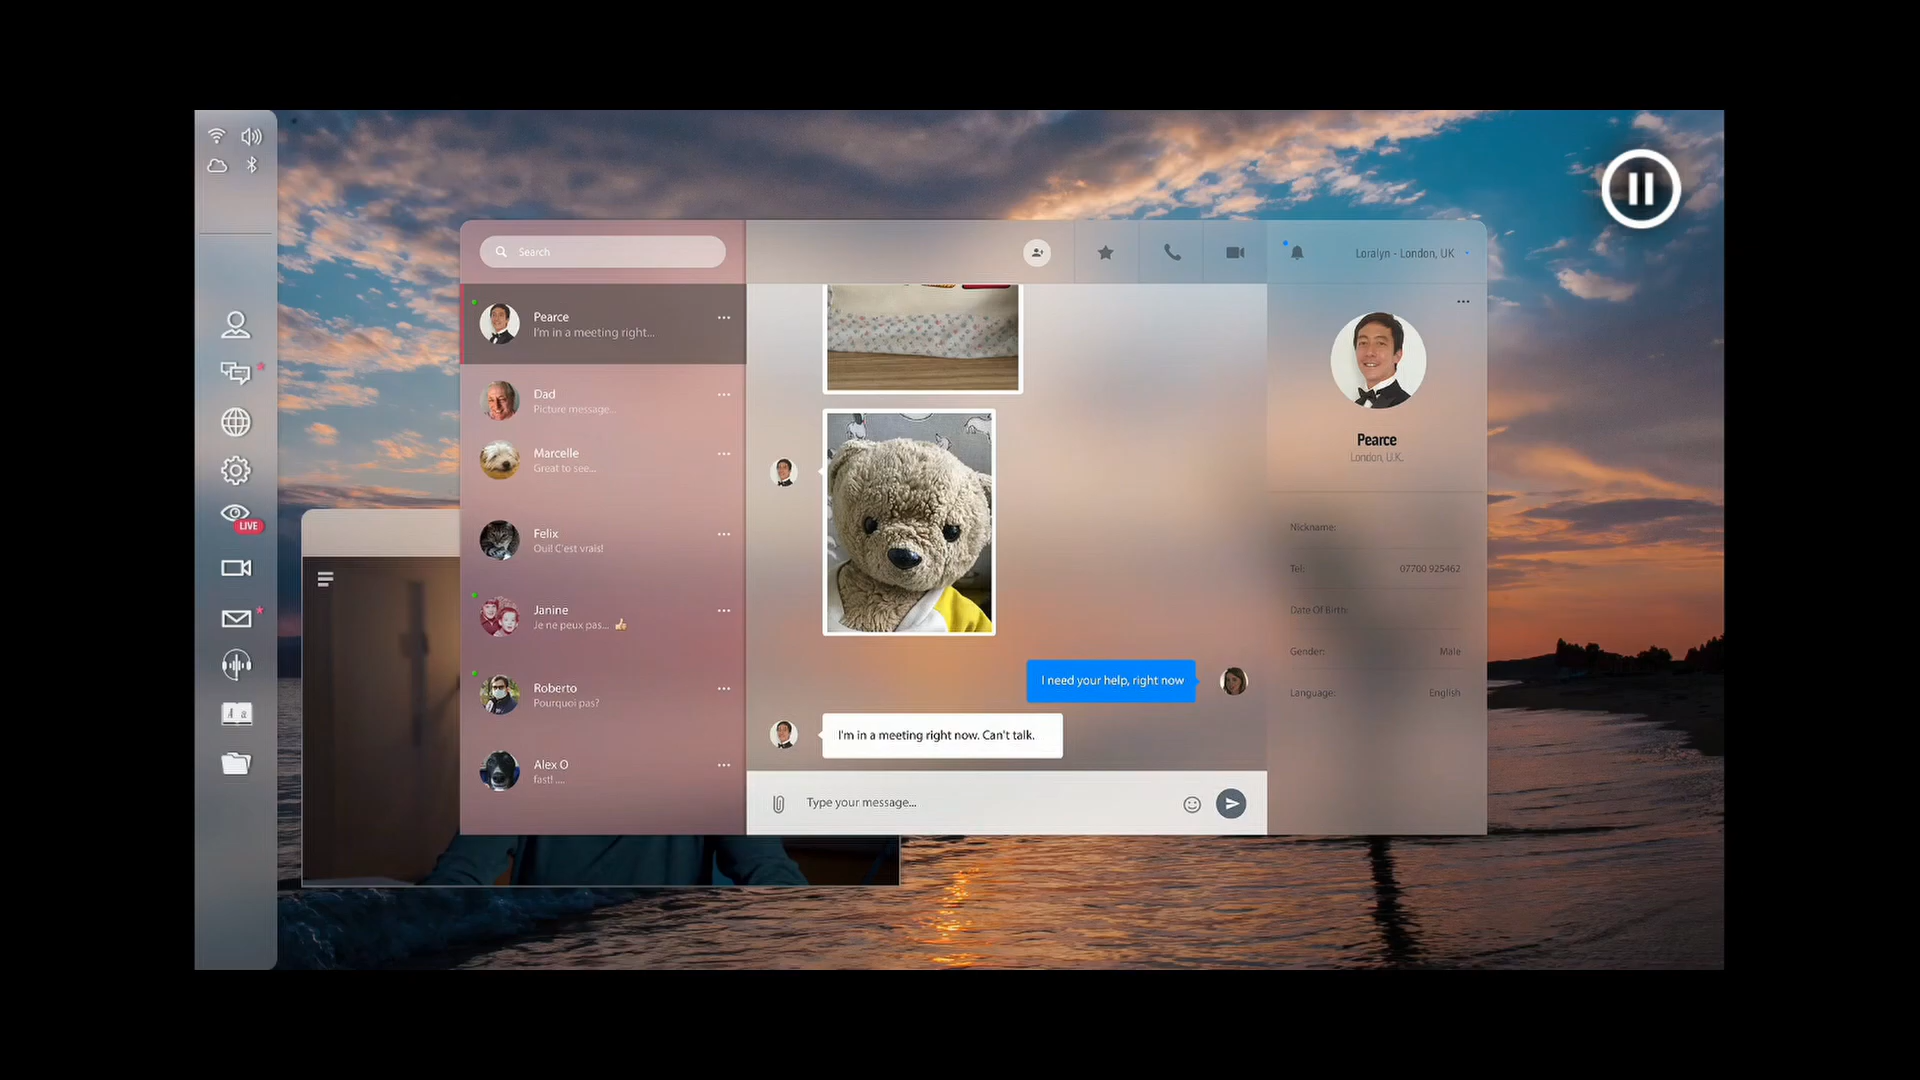 LIVE
A a
Search
Pearce
I'm in a meeting right...
Dad
Picture message...
Marcelle
Great to see...
Felix
Oui! C'est vrais!
Janine
Je ne peux pas... 👍
Roberto
Pourquoi pas?
Alex O
fast! ....
I need your help, right now
I'm in a meeting right now. Can't talk.
Type your message...
Loralyn - London, UK
Pearce
London, U.K.
Nickname:
Tel: 07700 925462
Date Of Birth:
Gender: Male
Language: English